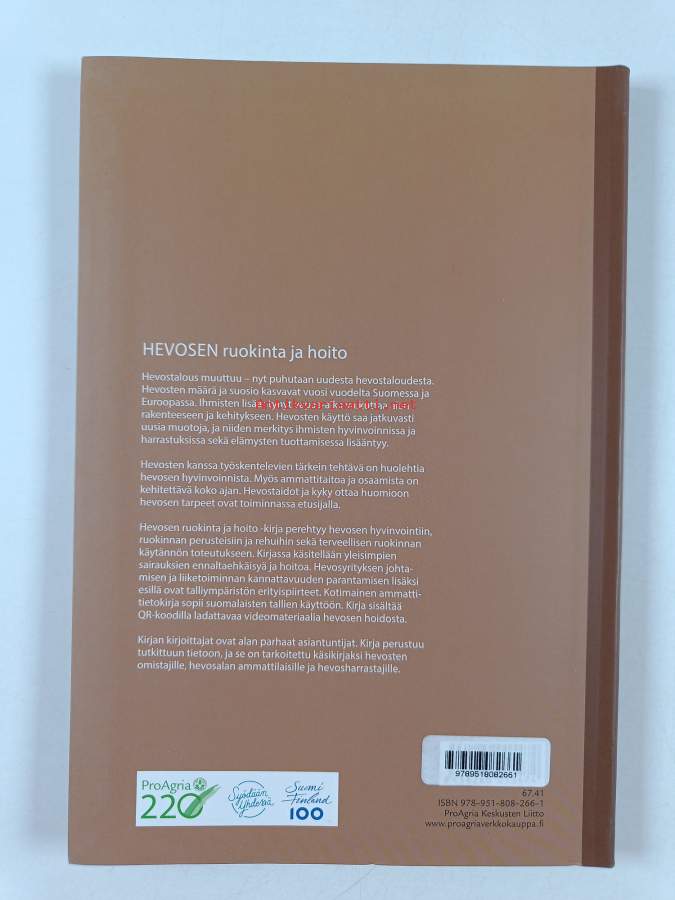 HEVOSEN ruokinta ja hoito
Hevostalous muuttuu – nyt puhutaan uudesta hevostaloudesta.
Hevosten määrä ja suosio kasvavat vuosi vuodelta Suomessa ja
Euroopassa. Ihmisten lisääntynyt vapaa-aika vaikuttaa alan
rakenteeseen ja kehitykseen. Hevosten käyttö saa jatkuvasti
uusia muotoja, ja niiden merkitys ihmisten hyvinvoinnissa ja
harrastuksissa sekä elämysten tuottamisessa lisääntyy.
Hevosten kanssa työskentelevien tärkein tehtävä on huolehtia
hevosen hyvinvoinnista. Myös ammattitaitoa ja osaamista on
kehitettävä koko ajan. Hevostaidot ja kyky ottaa huomioon
hevosen tarpeet ovat toiminnassa etusijalla.
Hevosen ruokinta ja hoito -kirja perehtyy hevosen hyvinvointiin,
ruokinnan perusteisiin ja rehuihin sekä terveellisen ruokinnan
käytännön toteutukseen. Kirjassa käsitellään yleisimpien
sairauksien ennaltaehkäisyä ja hoitoa. Hevosyrityksen johta-
misen ja liiketoiminnan kannattavuuden parantamisen lisäksi
esillä ovat talliympäristön erityispiirteet. Kotimainen ammatti-
tietokirja sopii suomalaisten tallien käyttöön. Kirja sisältää
QR-koodilla ladattavaa videomateriaalia hevosen hoidosta.
Kirjan kirjoittajat ovat alan parhaat asiantuntijat. Kirja perustuu
tutkittuun tietoon, ja se on tarkoitettu käsikirjaksi hevosten
omistajille, hevosalan ammattilaisille ja hevosharrastajille.
ProAgria
220
Syödään
Yhdessä
Suomi
Finland
100
9789518082661
67.41
ISBN 978-951-808-266-1
ProAgria Keskusten Liitto
www.proagriaverkkokauppa.fi